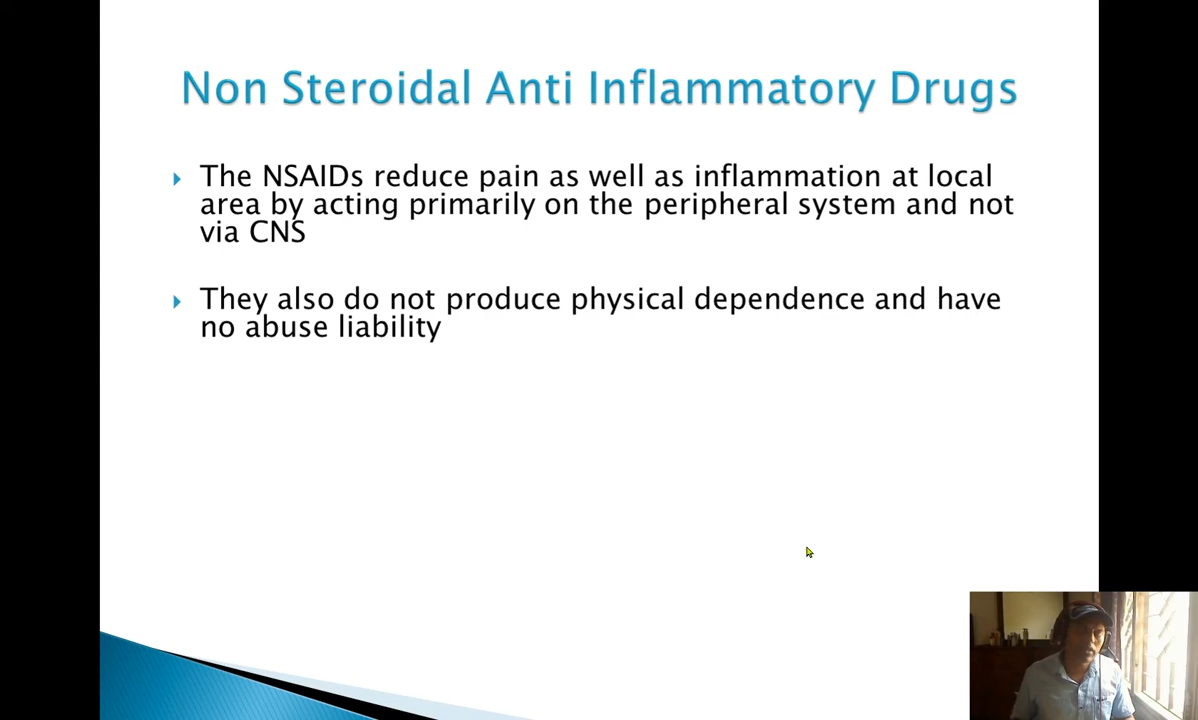 Non Steroidal Anti Inflammatory Drugs
The NSAIDs reduce pain as well as inflammation at local
area by acting primarily on the peripheral system and not
via CNS
They also do not produce physical dependence and have
no abuse liability